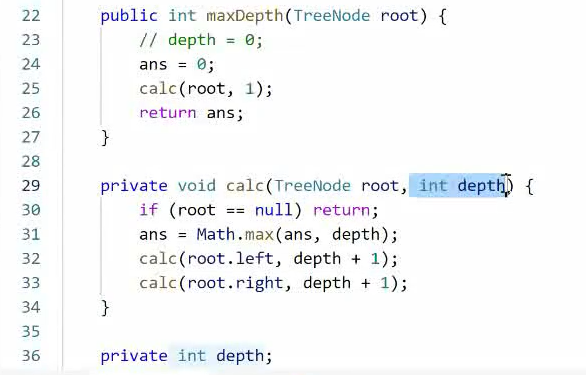 22 public int maxDepth(TreeNode root) {
23 // depth = 0;
24 ans = 0;
25 calc(root, 1);
26 return ans;
27 }
28
29 private void calc(TreeNode root, int depth) {
30 if (root == null) return;
31 ans = Math.max(ans, depth);
32 calc(root.left, depth + 1);
33 calc(root.right, depth + 1);
34 }
35
36 private int depth;